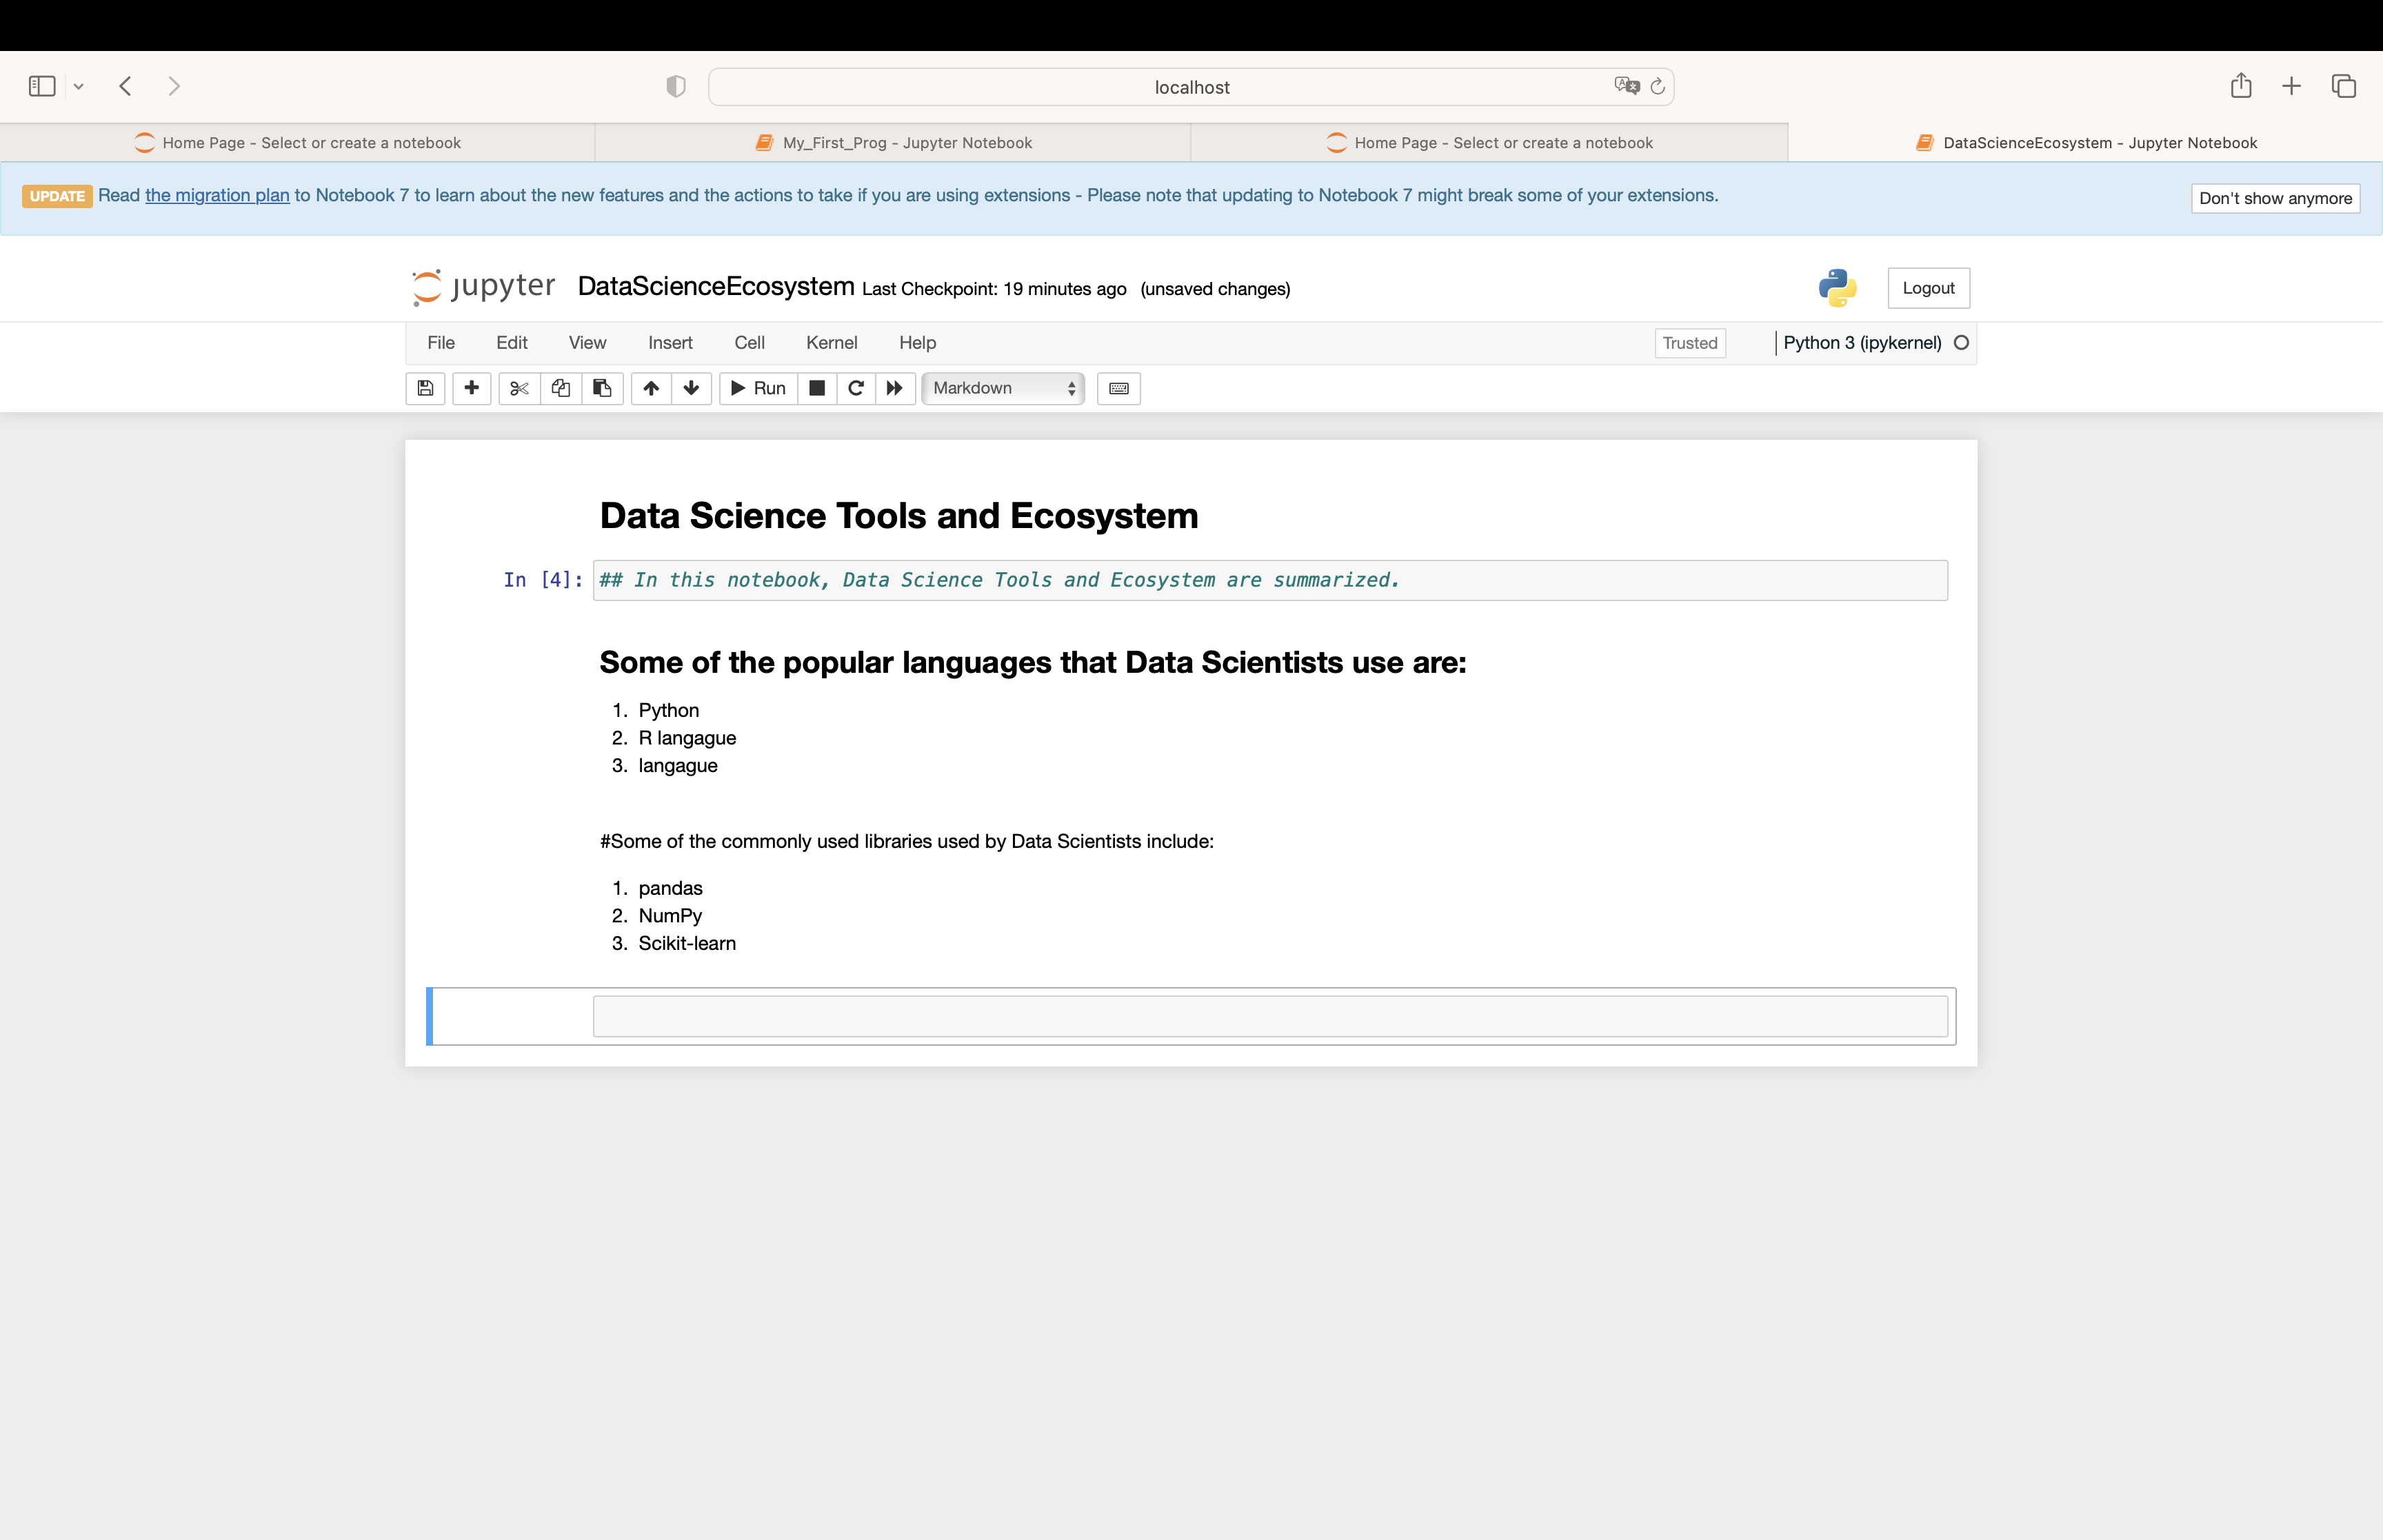 localhost
Home Page - Select or create a notebook
My_First_Prog - Jupyter Notebook
Home Page - Select or create a notebook
DataScienceEcosystem - Jupyter Notebook
UPDATE Read the migration plan to Notebook 7 to learn about the new features and the actions to take if you are using extensions - Please note that updating to Notebook 7 might break some of your extensions.
Don't show anymore
jupyter DataScienceEcosystem Last Checkpoint: 19 minutes ago (unsaved changes)
Logout
File Edit View Insert Cell Kernel Help
Trusted
Python 3 (ipykernel)
Run
Markdown
Data Science Tools and Ecosystem
In [4]: ## In this notebook, Data Science Tools and Ecosystem are summarized.
Some of the popular languages that Data Scientists use are:
1. Python
2. R langague
3. langague
#Some of the commonly used libraries used by Data Scientists include:
1. pandas
2. NumPy
3. Scikit-learn